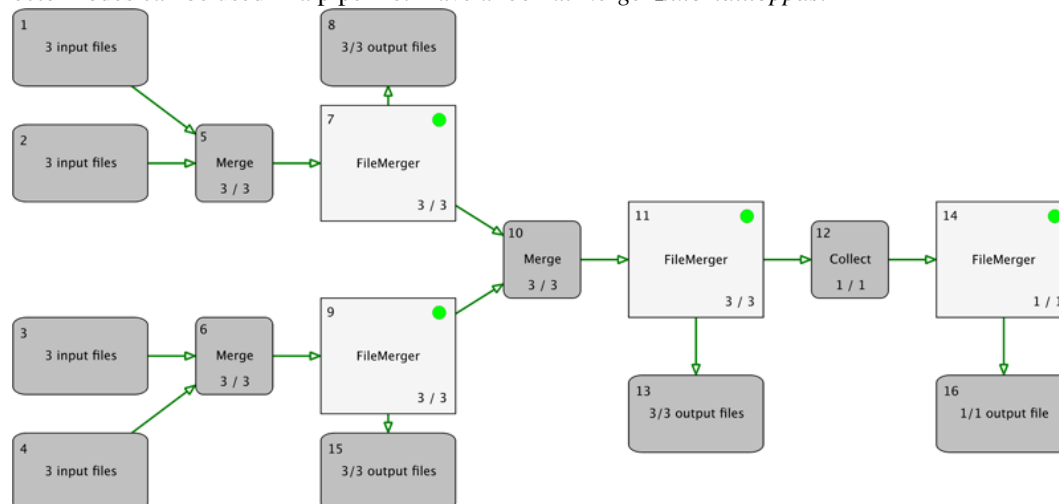 1
3 input files
2
3 input files
3
3 input files
4
3 input files
5
Merge
3 / 3
6
Merge
3 / 3
8
3/3 output files
7
FileMerger
3 / 3
9
FileMerger
3 / 3
15
3/3 output files
10
Merge
3 / 3
11
FileMerger
3 / 3
13
3/3 output files
12
Collect
1 / 1
14
FileMerger
1 / 1
16
1/1 output file